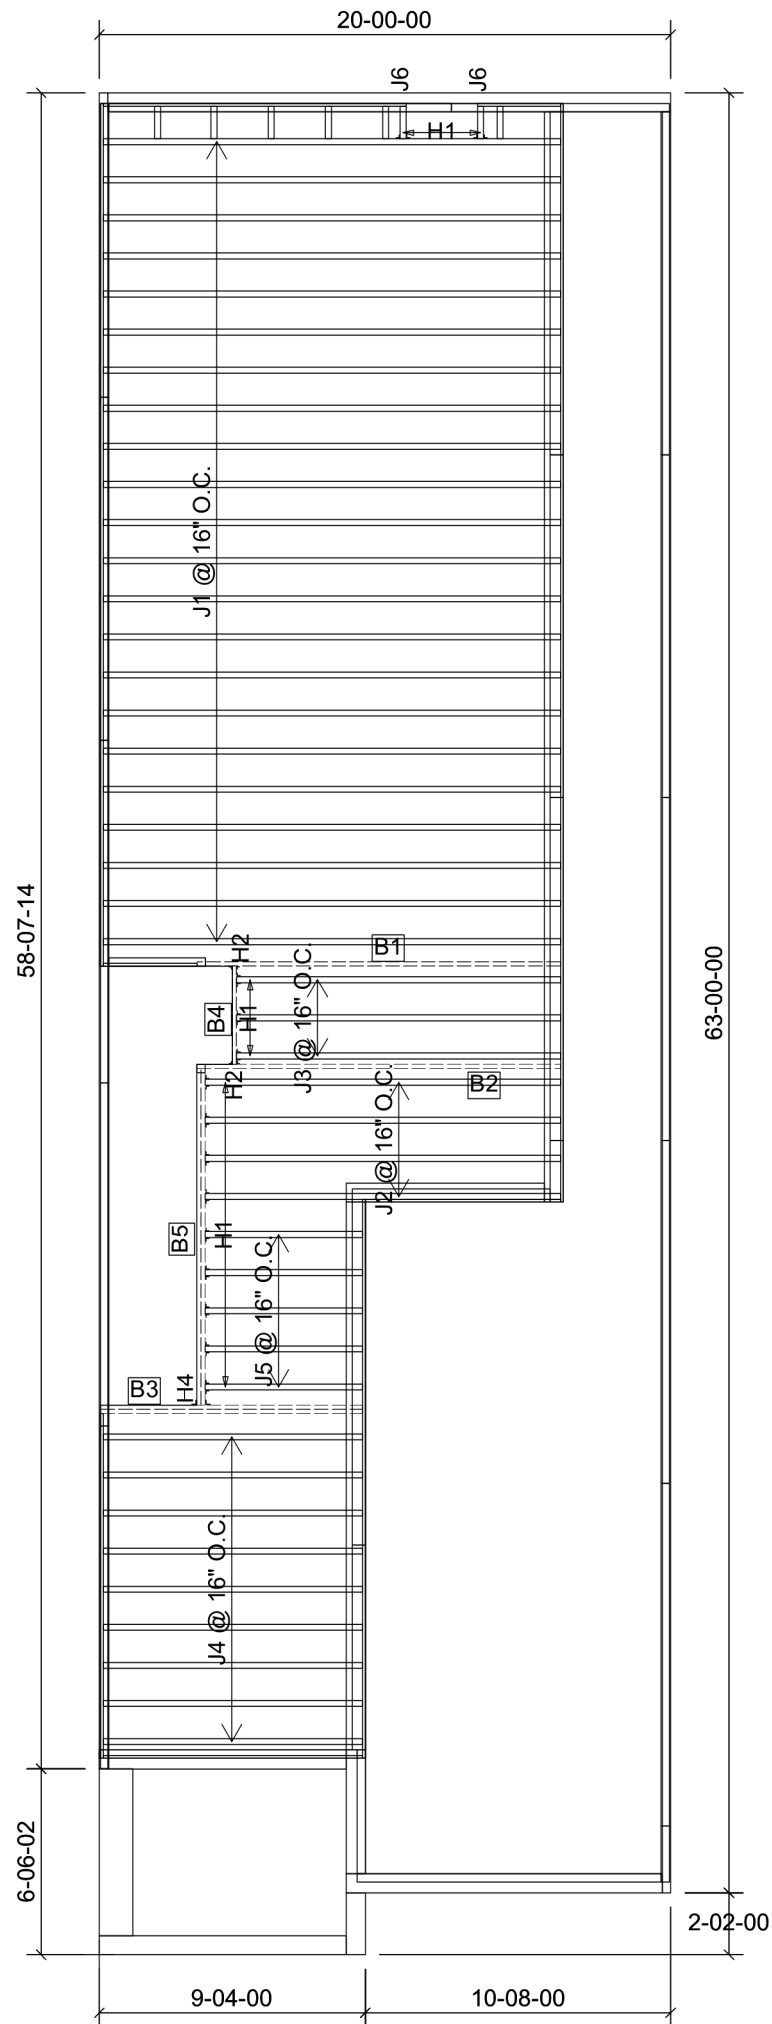 20-00-00
J6
J6
H1
J1 @ 16" O.C.
58-07-14
63-00-00
B1
H2
B4
H1
J3 @ 16" O.C.
H2
B2
J2 @ 16" O.C.
B5
H1
J5 @ 16" O.C.
B3
H4
J4 @ 16" O.C.
6-06-02
2-02-00
9-04-00
10-08-00